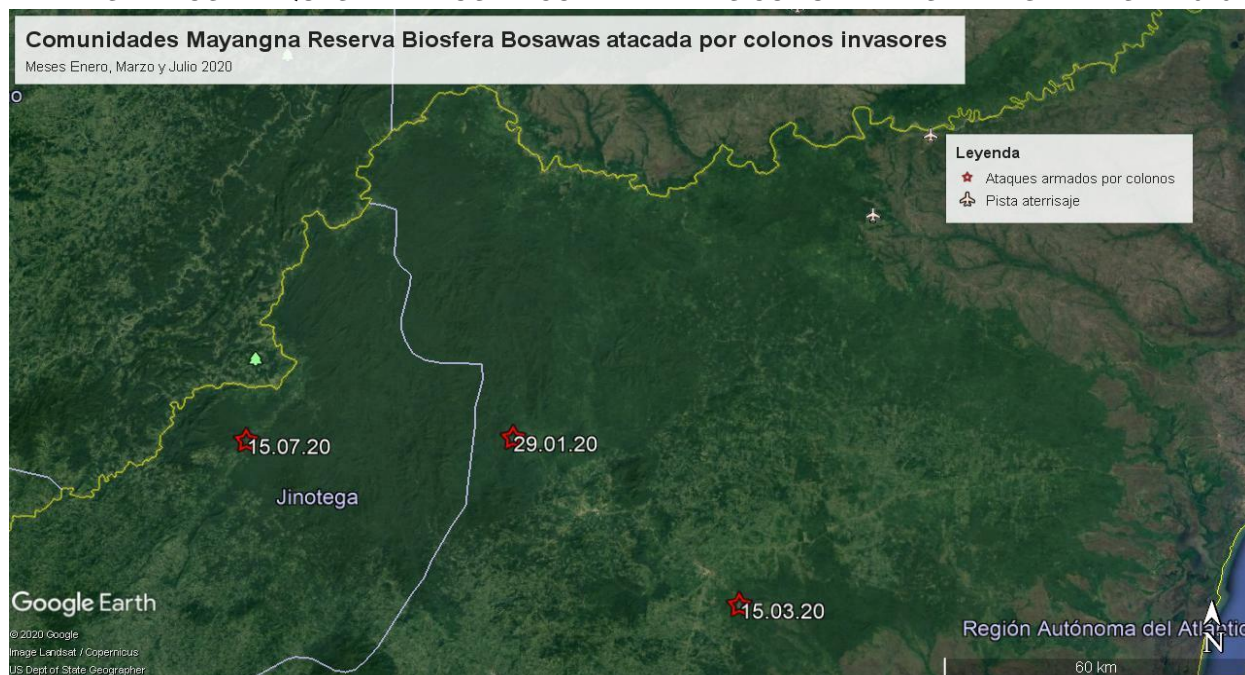 Comunidades Mayangna Reserva Biosfera Bosawas atacada por colonos invasores
Meses Enero, Marzo y Julio 2020
o
Leyenda
Ataques armados por colonos
Pista aterrisaje
15.07.20
29.01.20
Jinotega
15.03.20
Google Earth
Región Autónoma del Atlántic
© 2020 Google
Image Landsat / Copernicus
US Dept of State Geographer
N
60 km